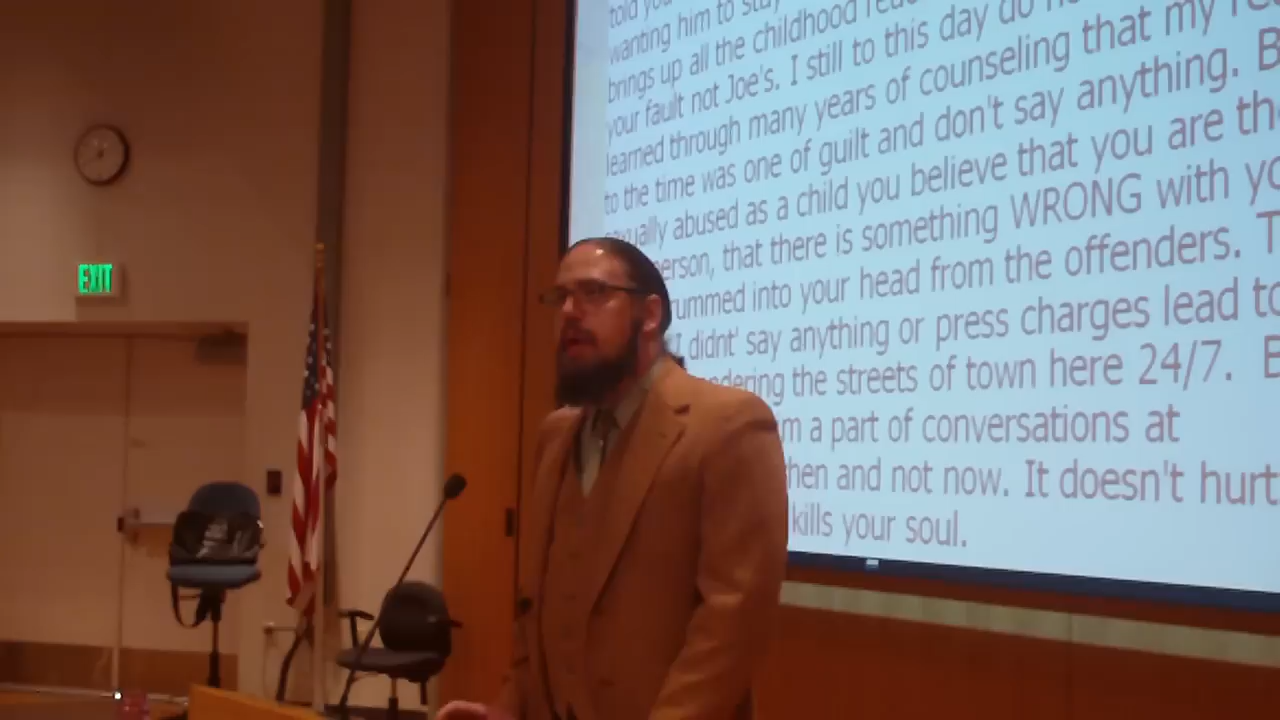 told you
wanting him to stay
brings up all the childhood
your fault not Joe's. I still to this day do
learned through many years of counseling that my
to the time was one of guilt and don't say anything.
sexually abused as a child you believe that you are
person, that there is something WRONG with
into your head from the offenders.
I didnt' say anything or press charges lead to
the streets of town here 24/7.
a part of conversations at
then and not now. It doesn't hurt
kills your soul.
EXIT